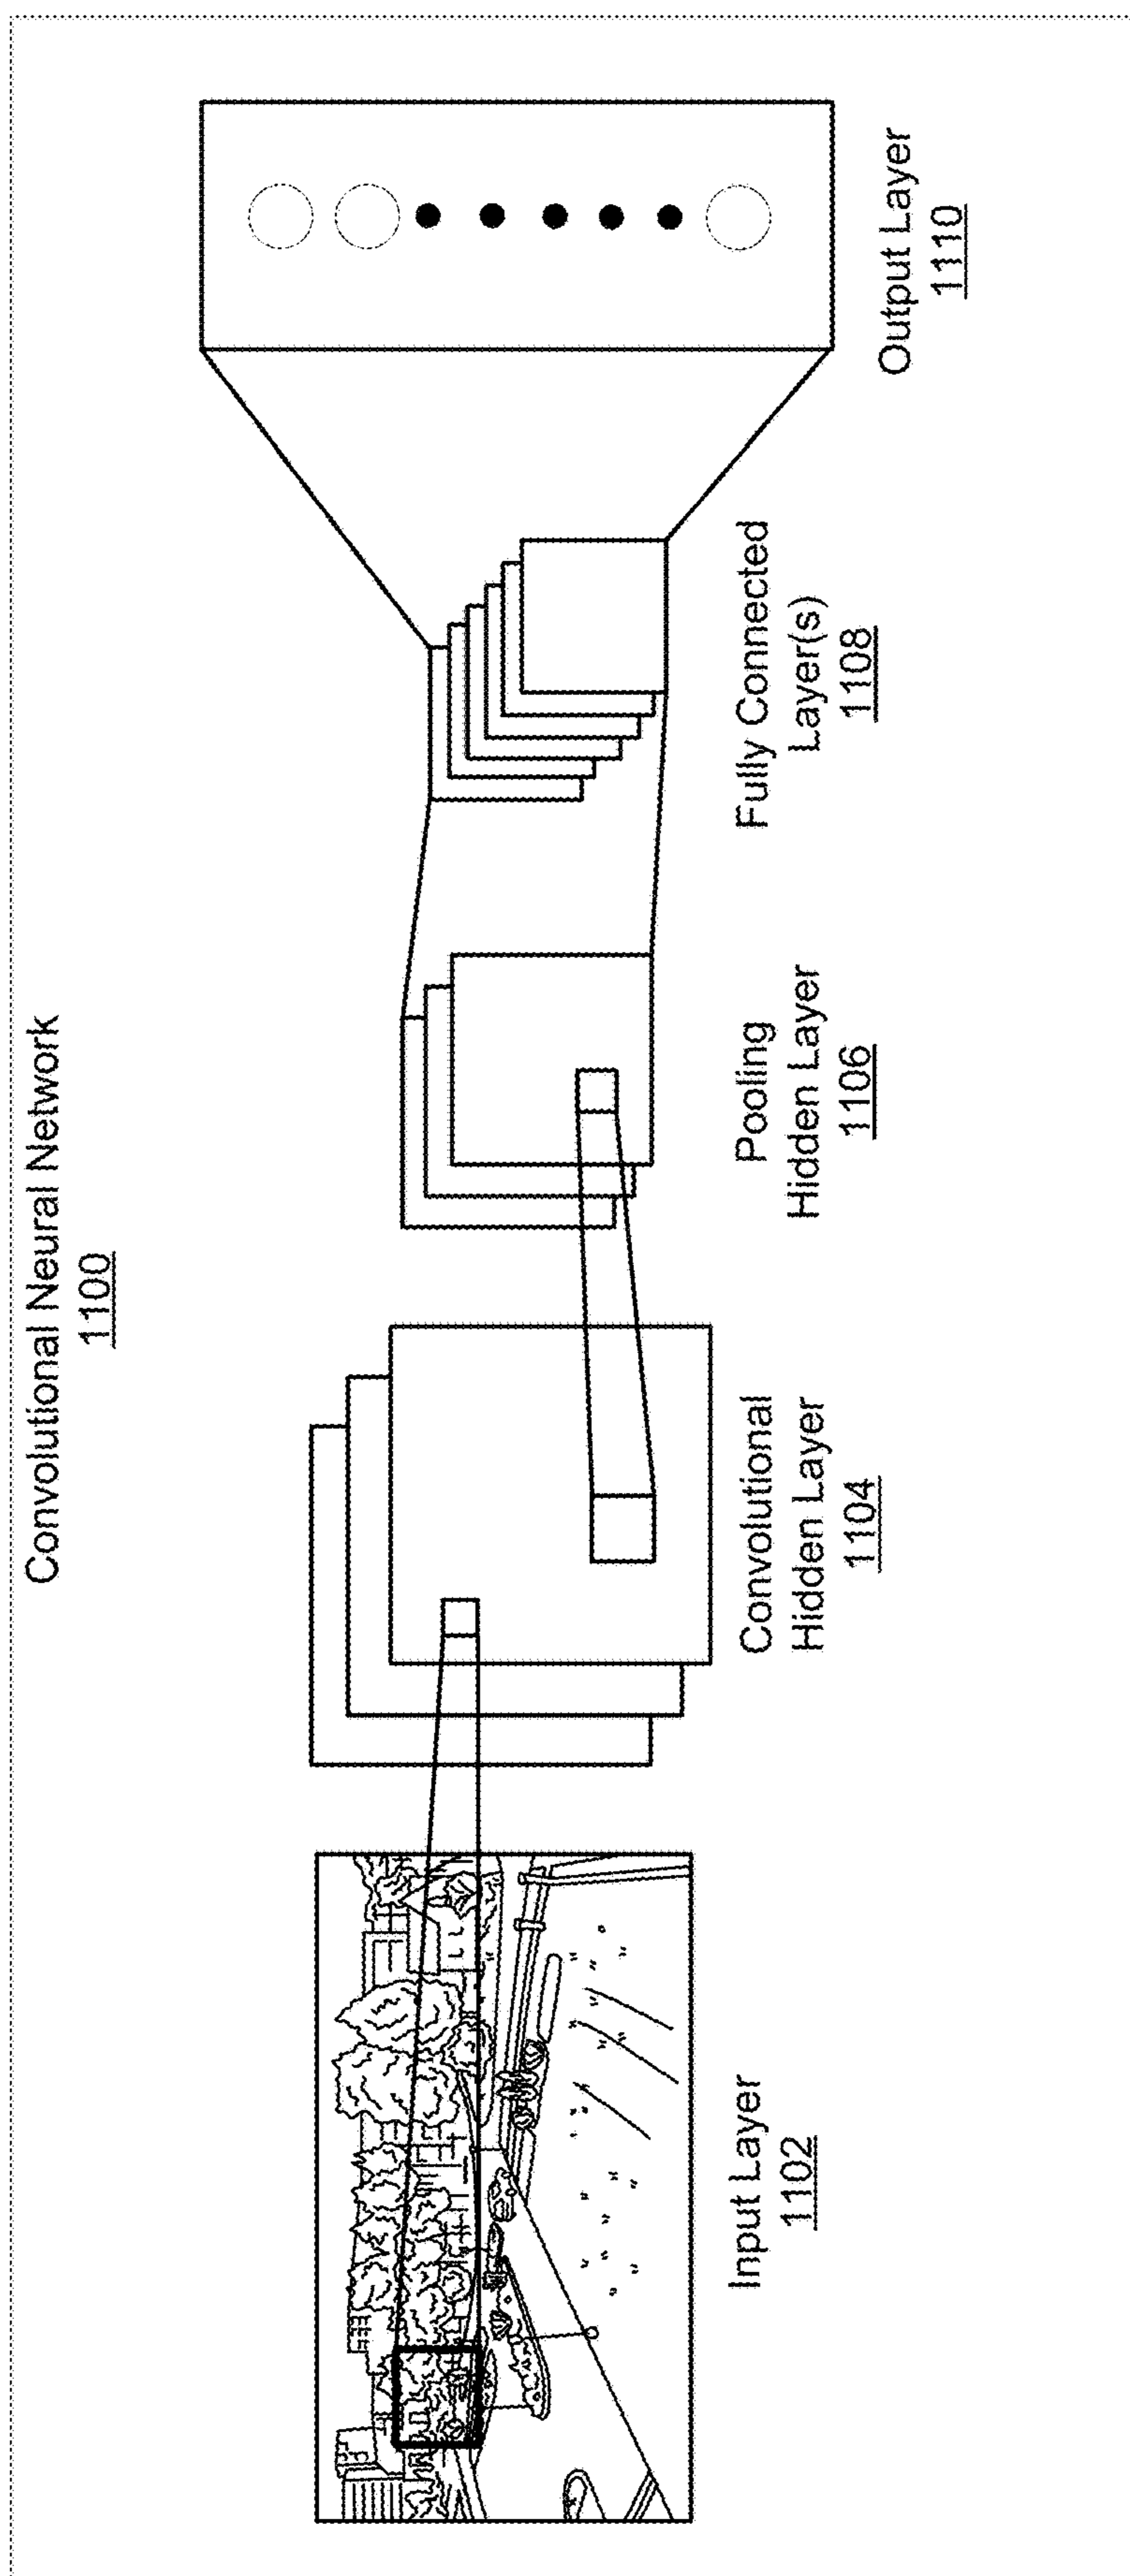 Convolutional Neural Network
1100
Input Layer
1102
Convolutional
Hidden Layer
1104
Pooling
Hidden Layer
1106
Fully Connected
Layer(s)
1108
Output Layer
1110